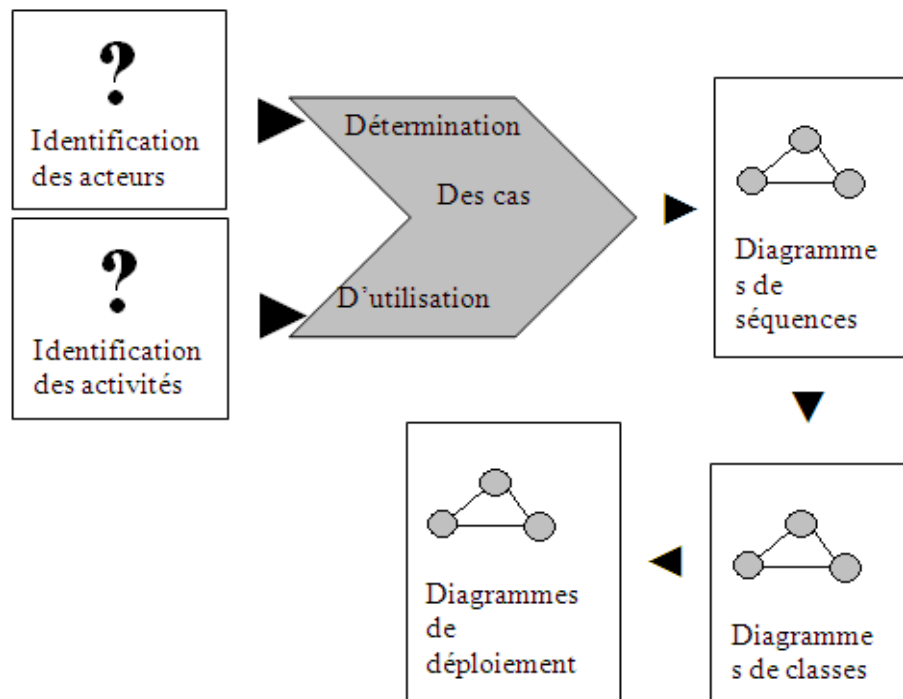 ?
Identification
des acteurs
?
Identification
des activités
Détermination
Des cas
D'utilisation
Diagramme
s de
séquences
Diagrammes
de
déploiement
Diagramme
s de classes